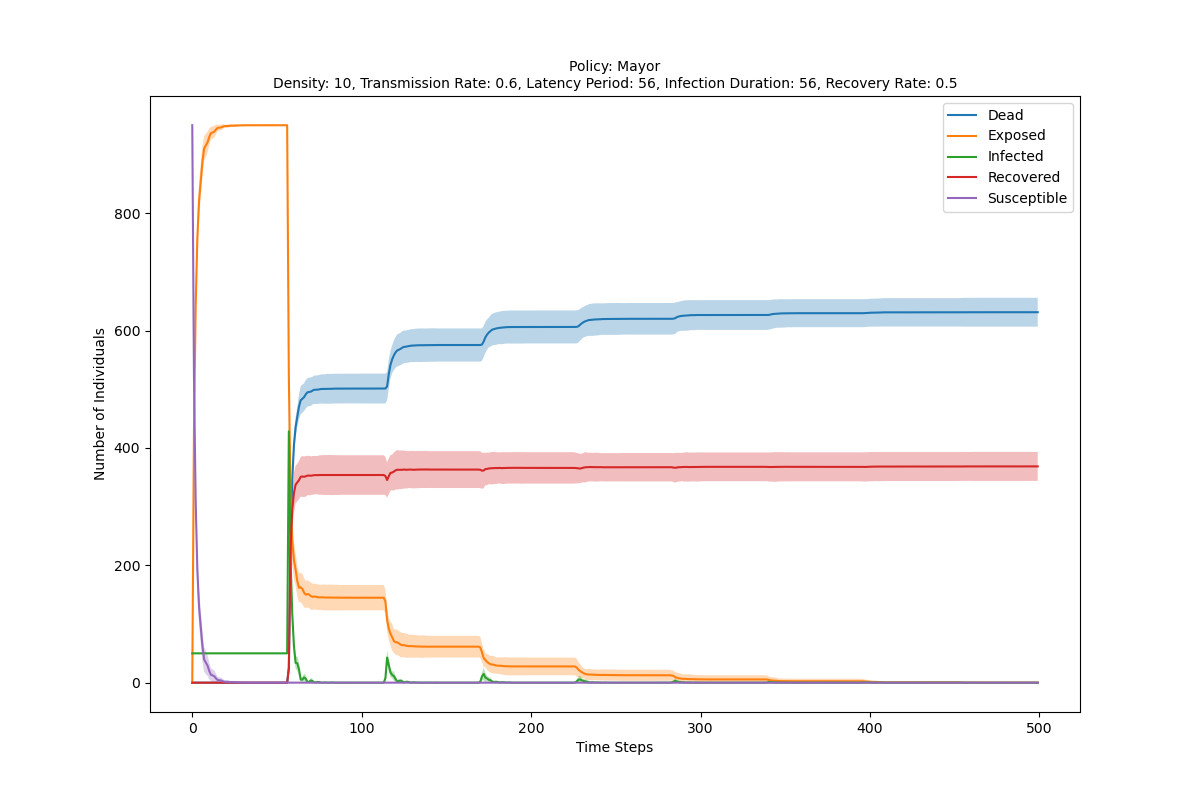 Policy: Mayor
Density: 10, Transmission Rate: 0.6, Latency Period: 56, Infection Duration: 56, Recovery Rate: 0.5
Dead
Exposed
Infected
Recovered
Susceptible
Number of Individuals
800
600
400
200
0
0
100
200
300
400
500
Time Steps